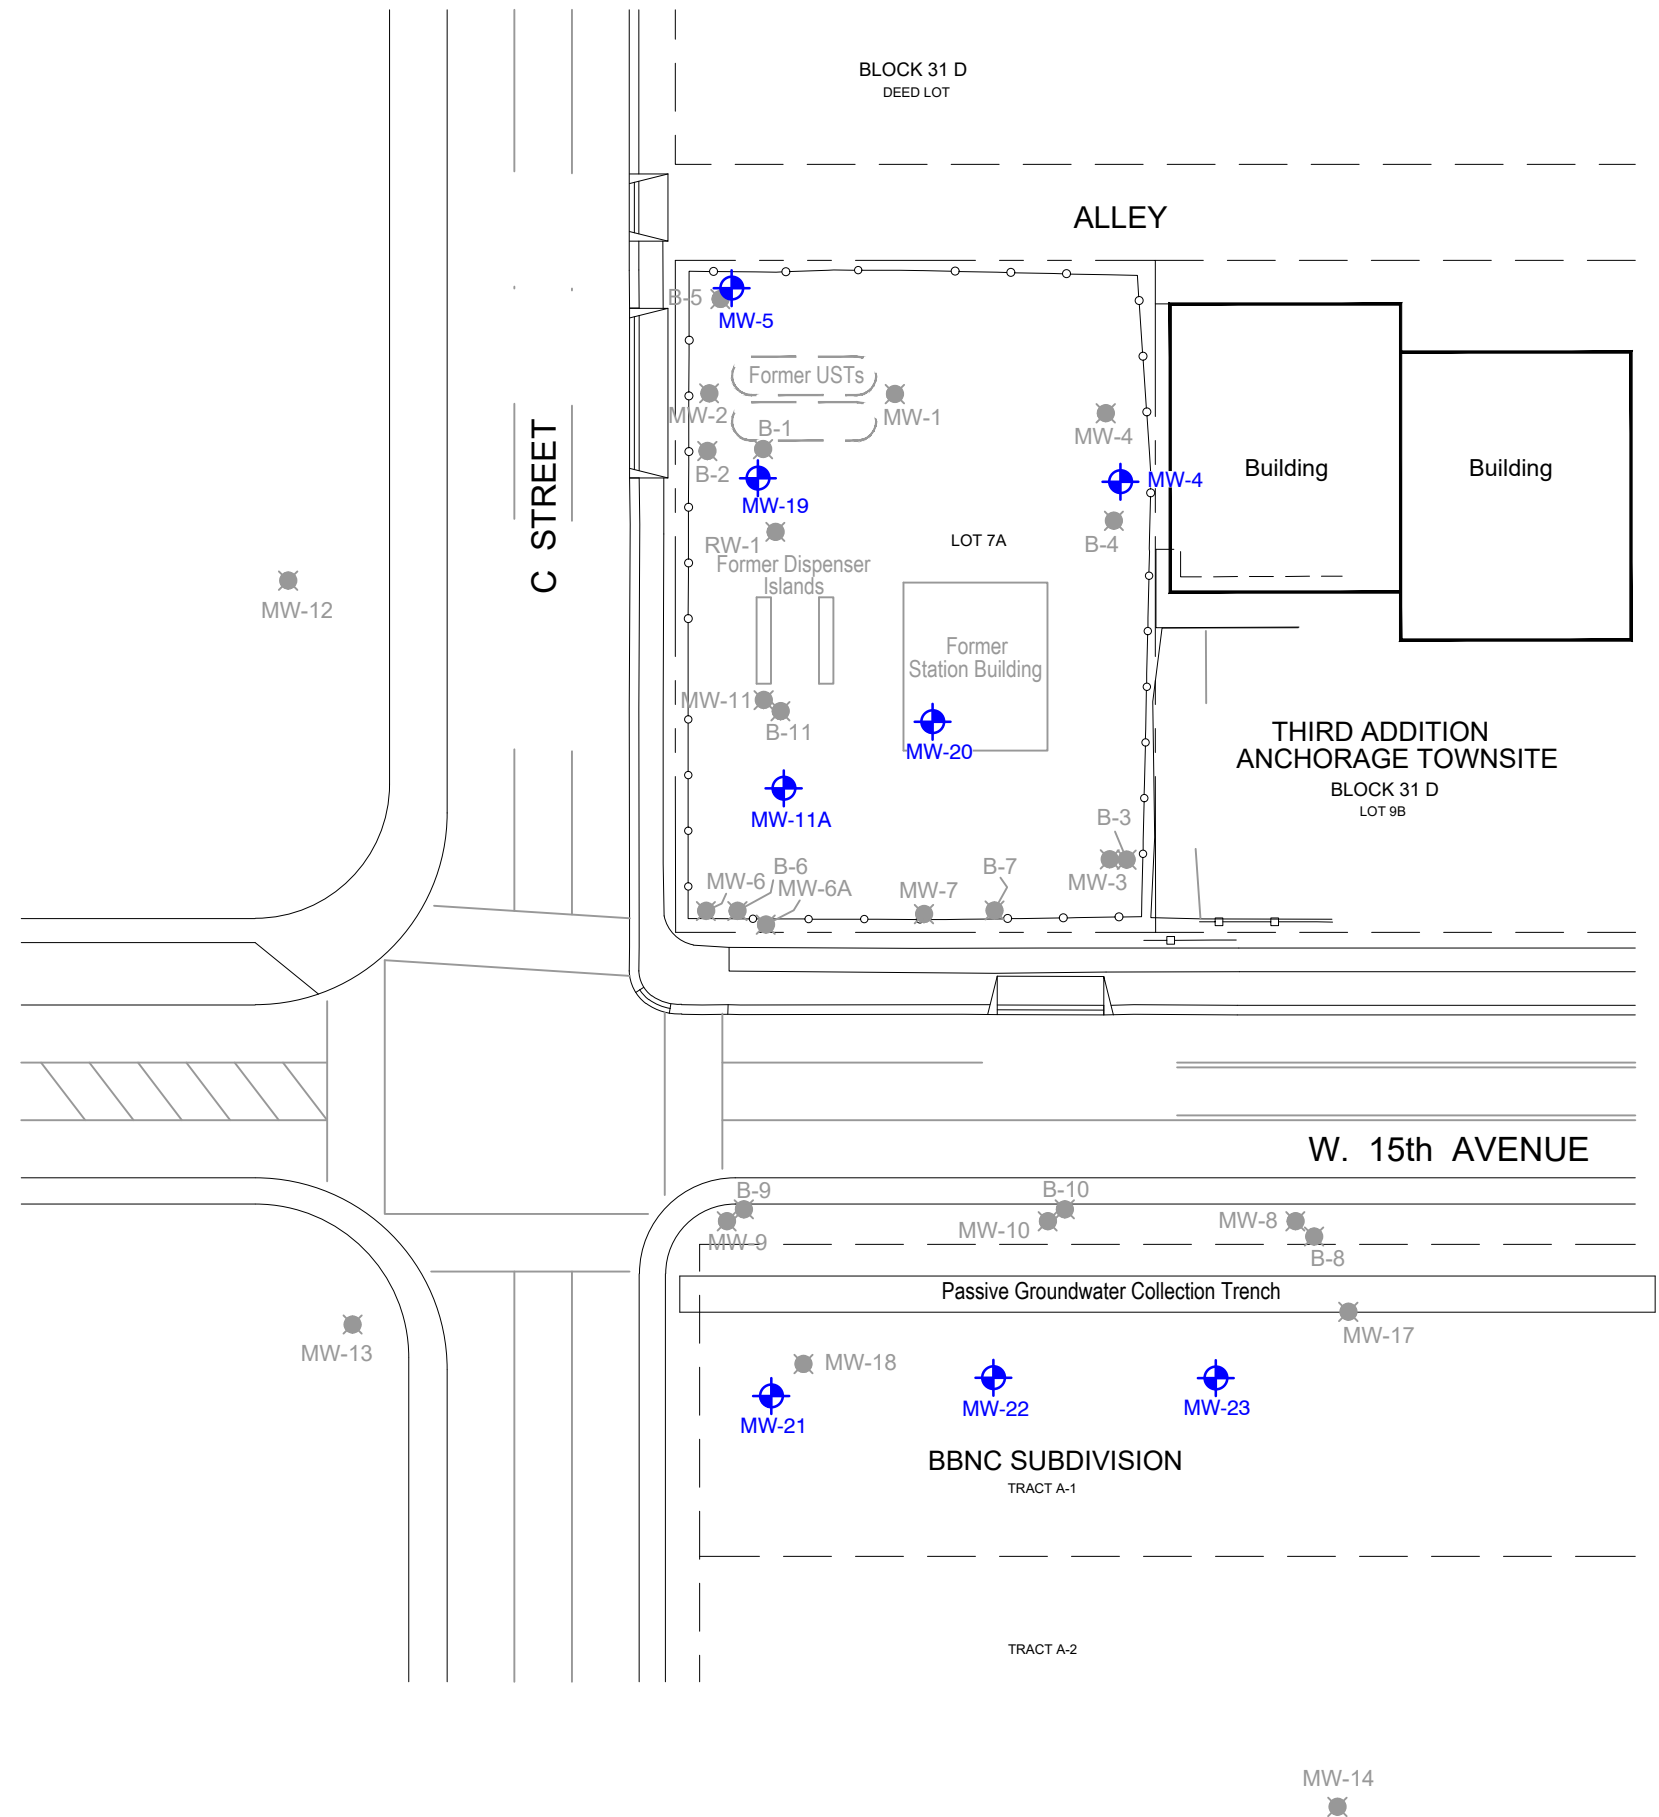 BLOCK 31 D
DEED LOT
ALLEY
B-5
MW-5
Former USTs
MW-2
MW-1
B-1
MW-4
B-2
C STREET
Building
Building
MW-4
MW-19
RW-1
B-4
LOT 7A
Former Dispenser
Islands
MW-12
Former
Station Building
MW-11
B-11
MW-20
THIRD ADDITION
ANCHORAGE TOWNSITE
BLOCK 31 D
LOT 9B
MW-11A
B-3
MW-6
B-6
MW-6A
MW-7
B-7
MW-3
W. 15th AVENUE
B-9
MW-9
B-10
MW-10
MW-8
B-8
Passive Groundwater Collection Trench
MW-17
MW-13
MW-18
MW-21
MW-22
MW-23
BBNC SUBDIVISION
TRACT A-1
TRACT A-2
MW-14